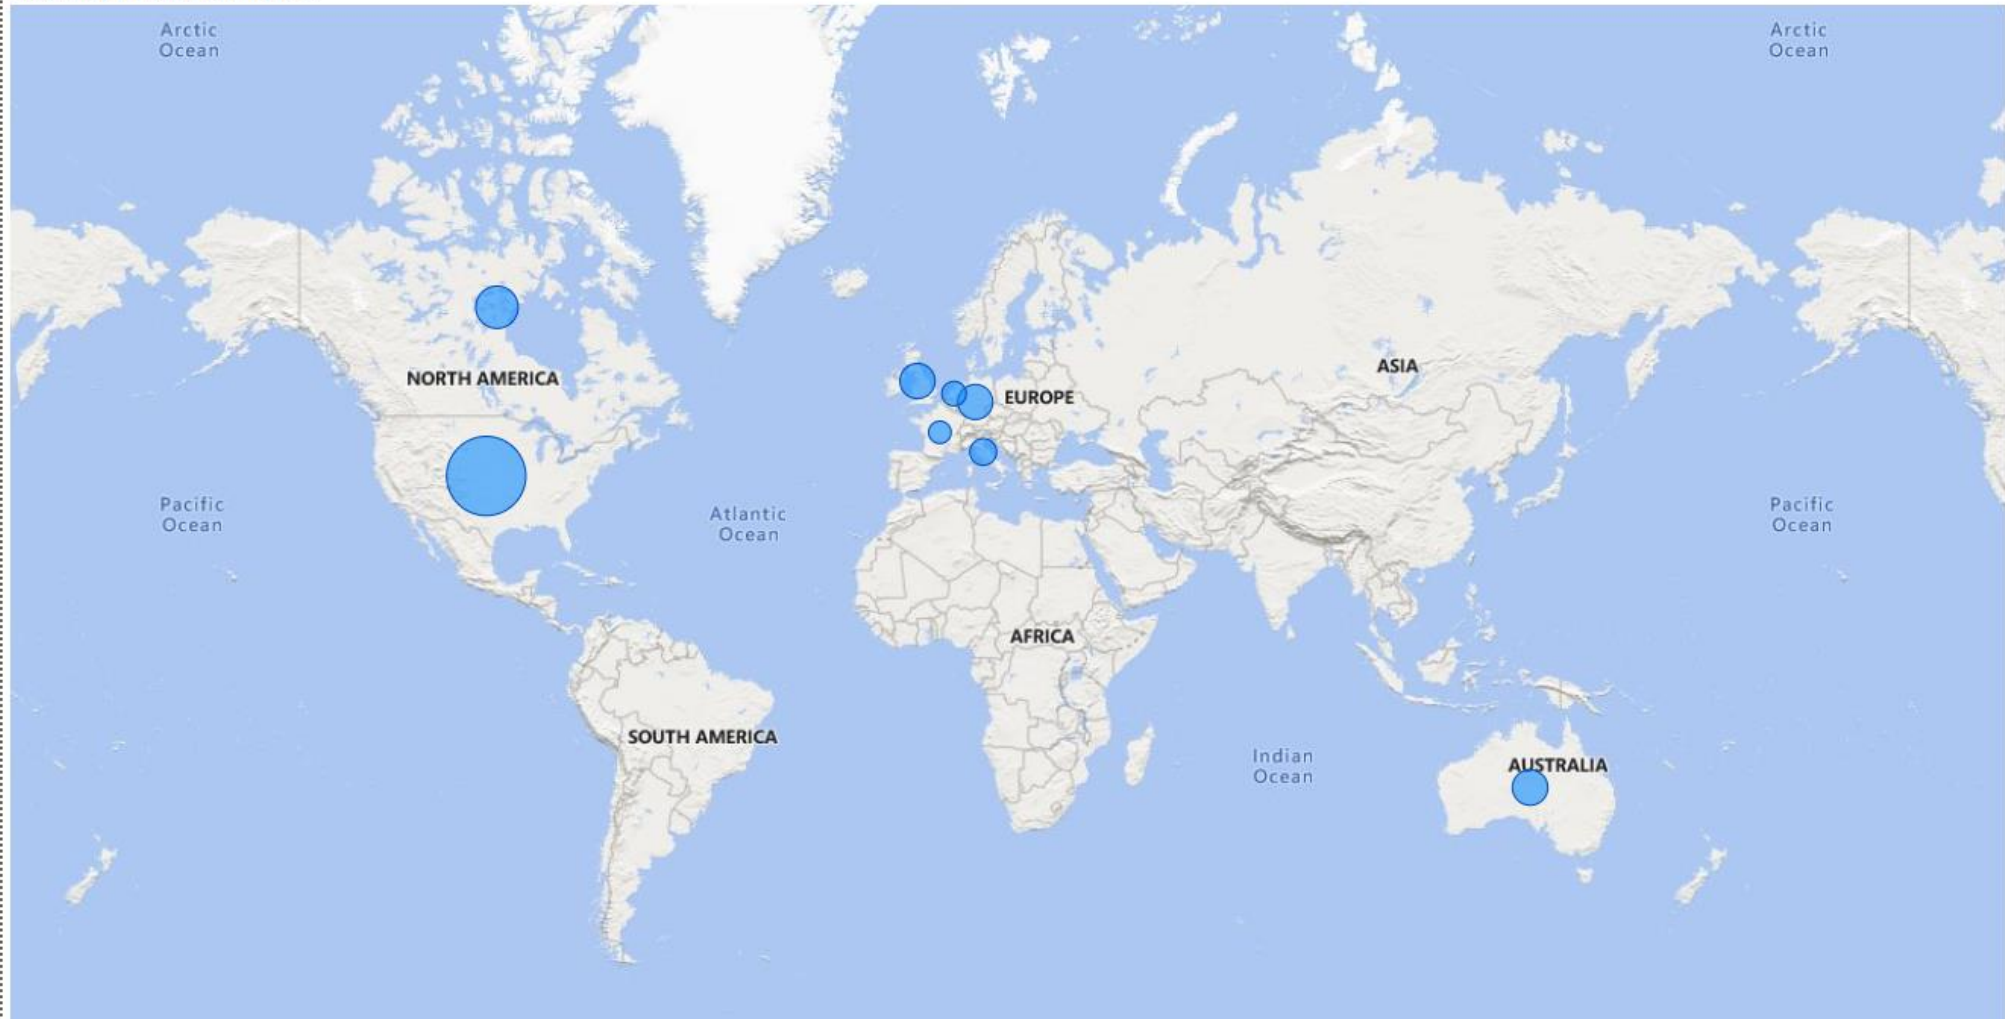 Arctic
Ocean
Arctic
Ocean
NORTH AMERICA
ASIA
EUROPE
Pacific
Ocean
Atlantic
Ocean
Pacific
Ocean
AFRICA
SOUTH AMERICA
Indian
Ocean
AUSTRALIA